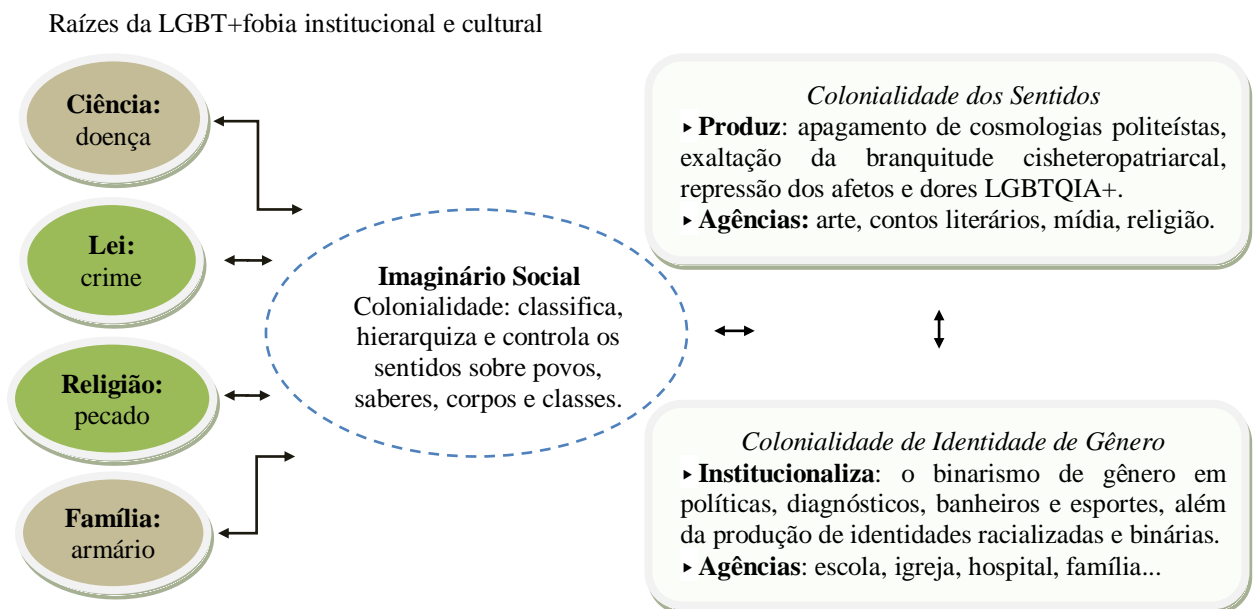 Raízes da LGBT+fobia institucional e cultural
Ciência:
doença
Lei:
crime
Religião:
pecado
Família:
armário
Imaginário Social
Colonialidade: classifica,
hierarquiza e controla os
sentidos sobre povos,
saberes, corpos e classes.
Colonialidade dos Sentidos
▸ Produz: apagamento de cosmologias politeístas,
exaltação da branquitude cisheteropatriarcal,
repressão dos afetos e dores LGBTQIA+.
▸ Agências: arte, contos literários, mídia, religião.
Colonialidade de Identidade de Gênero
▸ Institucionaliza: o binarismo de gênero em
políticas, diagnósticos, banheiros e esportes, além
da produção de identidades racializadas e binárias.
▸ Agências: escola, igreja, hospital, família...